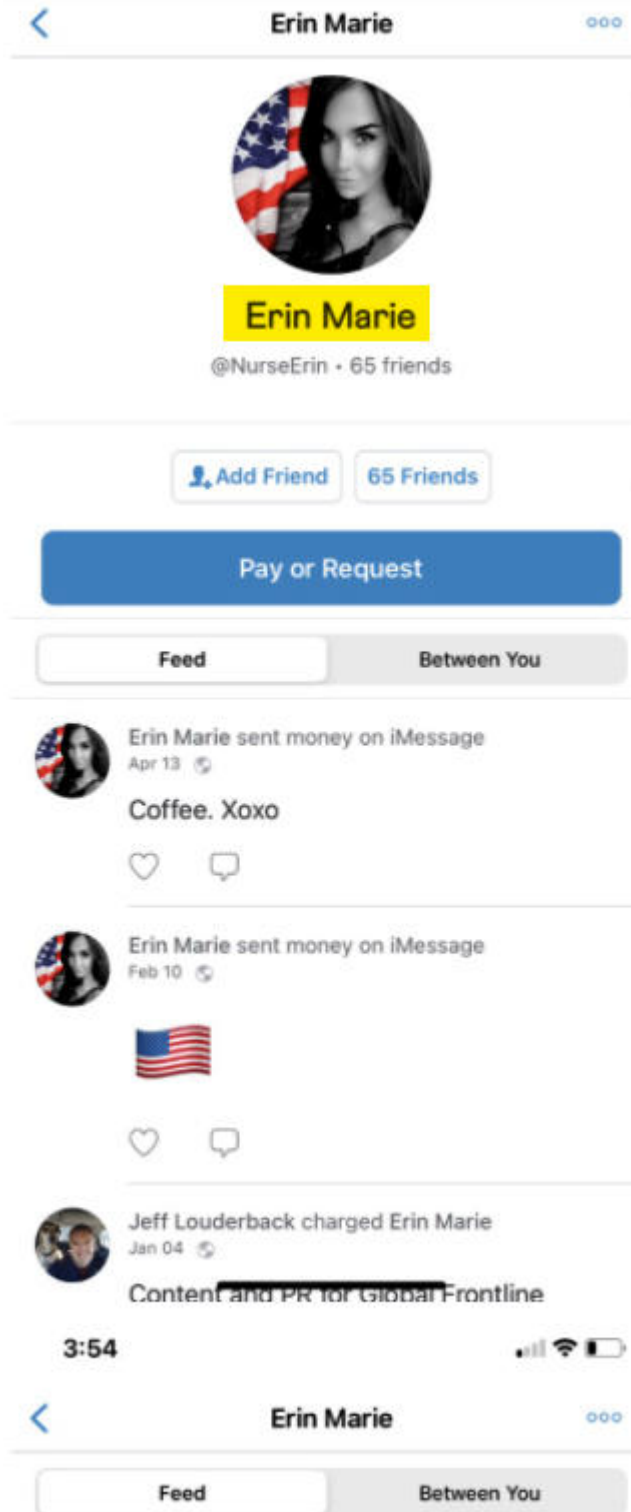 Erin Marie
Erin Marie
@NurseErin • 65 friends
Add Friend
65 Friends
Pay or Request
Feed
Between You
Erin Marie sent money on iMessage
Apr 13
Coffee. Xoxo
Erin Marie sent money on iMessage
Feb 10
Jeff Louderback charged Erin Marie
Jan 04
Content and PR for Global Frontline
3:54
Erin Marie
Feed
Between You